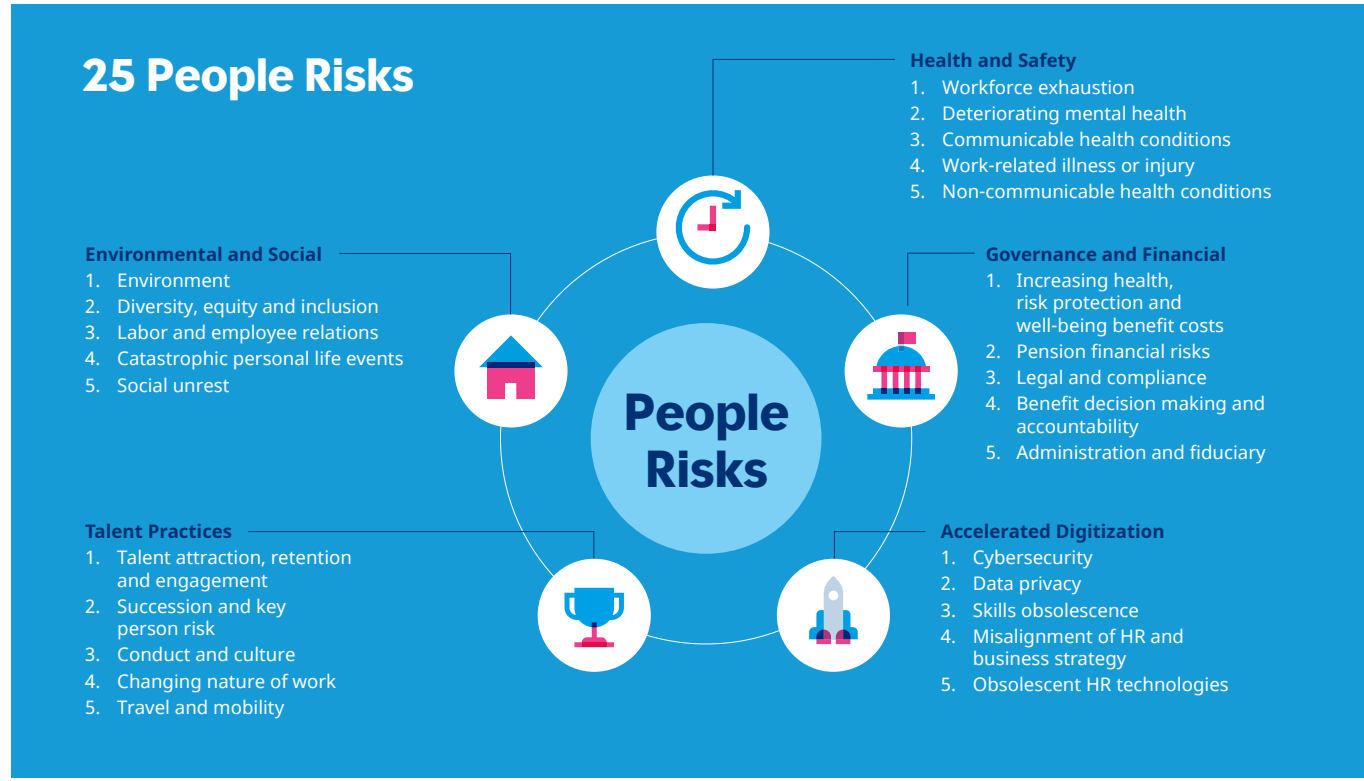 25 People Risks
Health and Safety
1. Workforce exhaustion
2. Deteriorating mental health
3. Communicable health conditions
4. Work-related illness or injury
5. Non-communicable health conditions
Environmental and Social
1. Environment
2. Diversity, equity and inclusion
3. Labor and employee relations
4. Catastrophic personal life events
5. Social unrest
Governance and Financial
1. Increasing health,
risk protection and
well-being benefit costs
2. Pension financial risks
3. Legal and compliance
4. Benefit decision making and
accountability
5. Administration and fiduciary
People
Risks
Talent Practices
1. Talent attraction, retention
and engagement
2. Succession and key
person risk
3. Conduct and culture
4. Changing nature of work
5. Travel and mobility
Accelerated Digitization
1. Cybersecurity
2. Data privacy
3. Skills obsolescence
4. Misalignment of HR and
business strategy
5. Obsolescent HR technologies